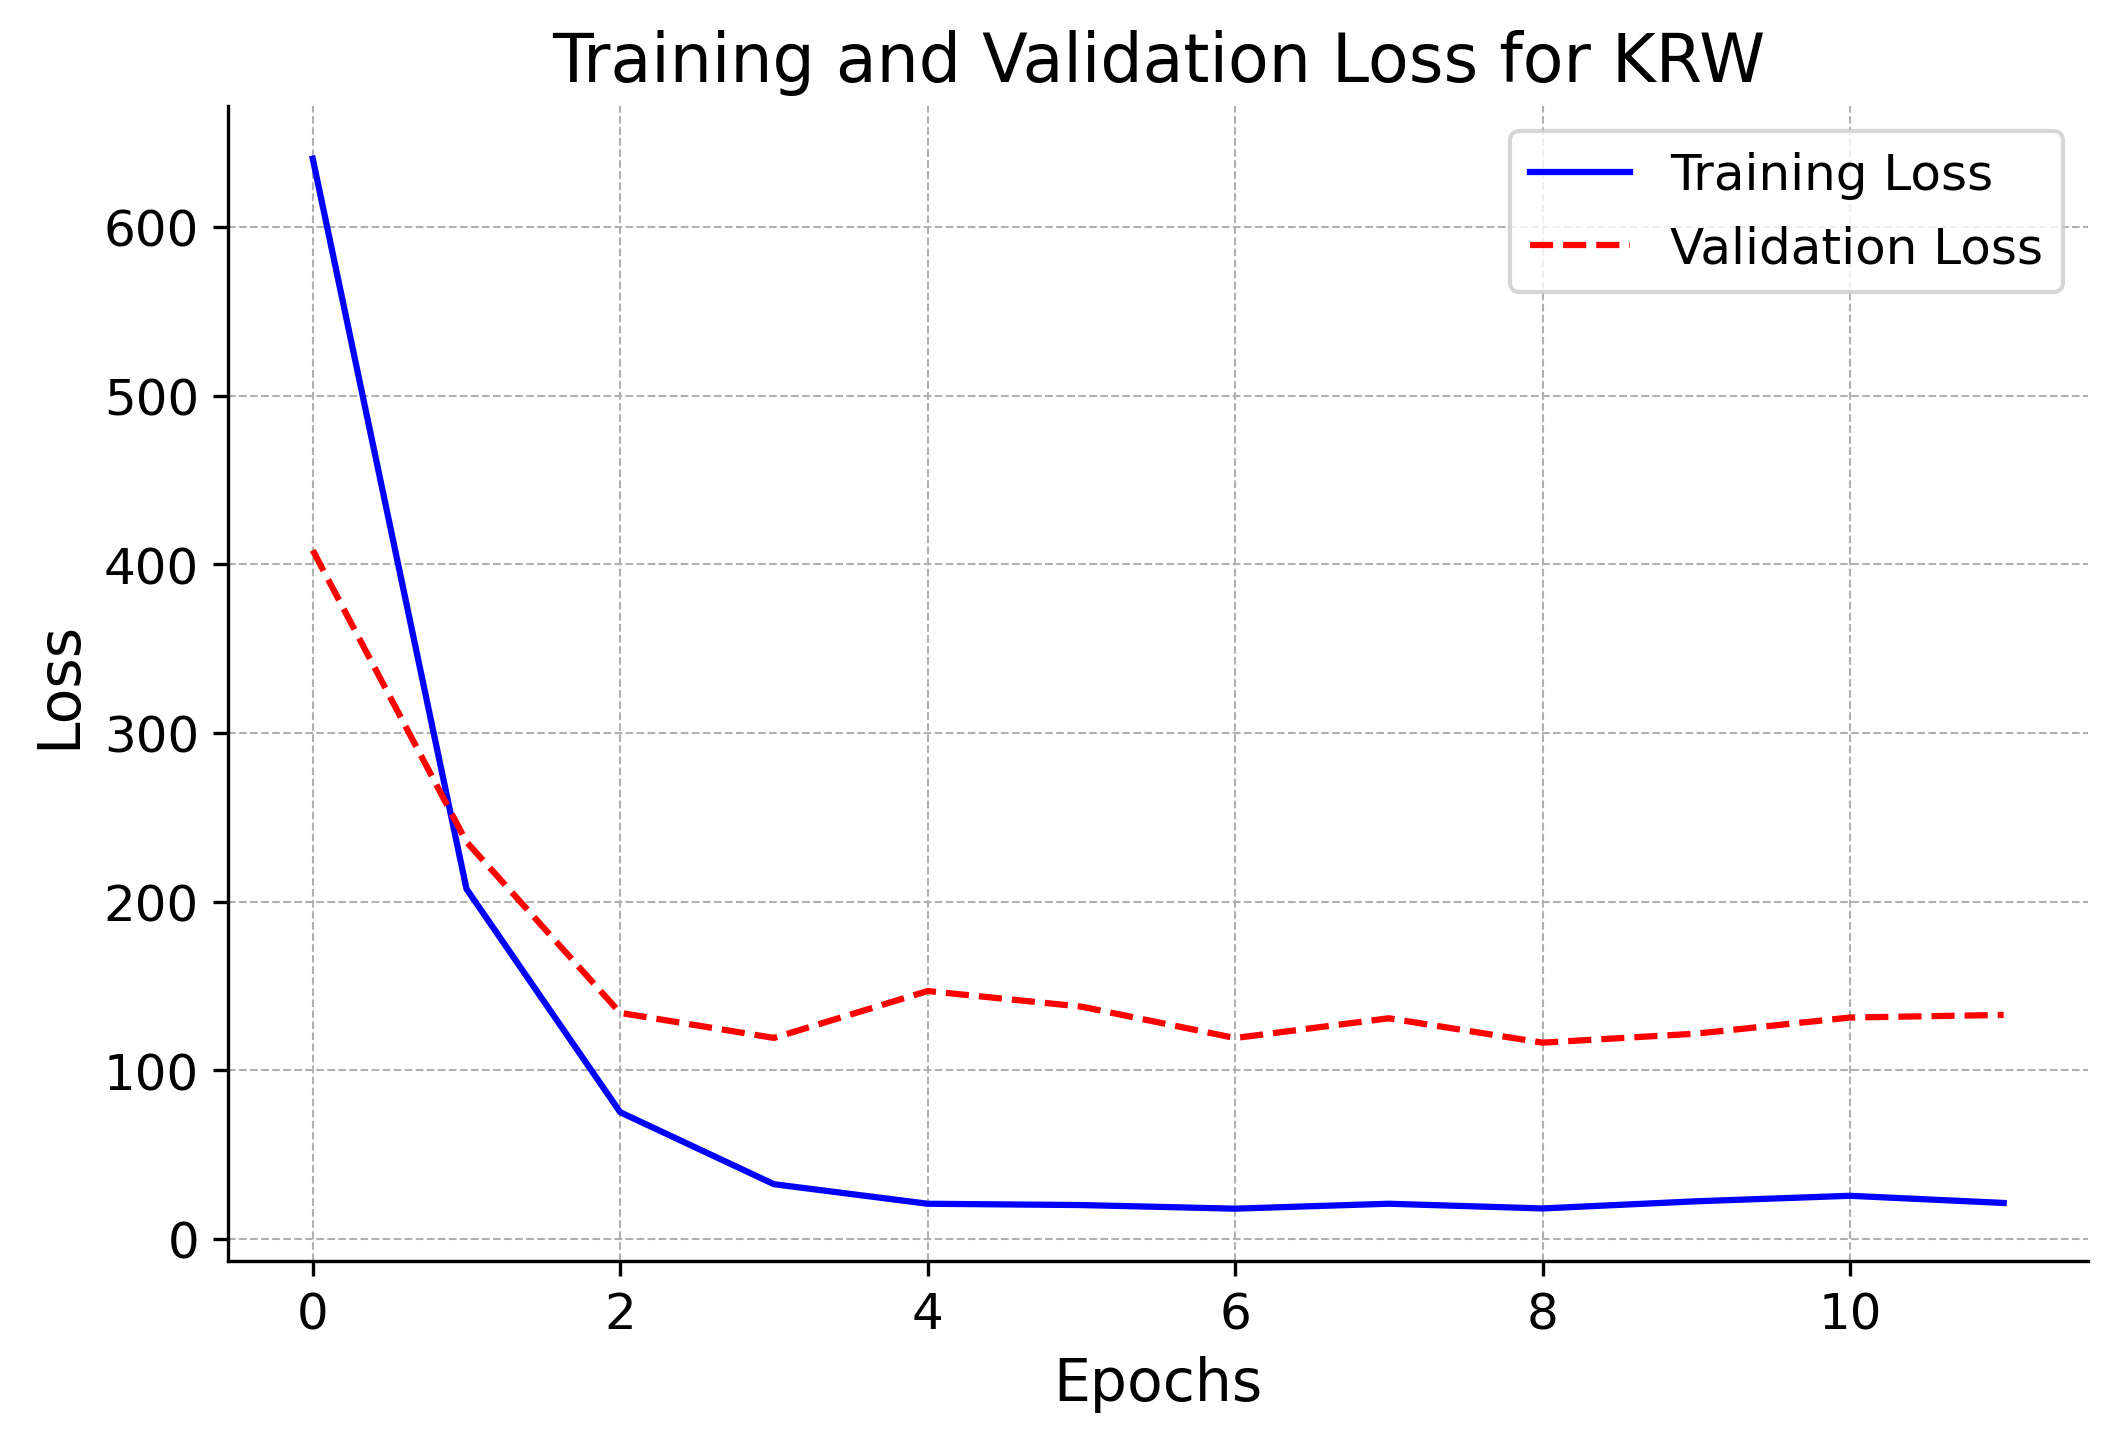 Training and Validation Loss for KRW
Training Loss
Validation Loss
600
500
400
300
200
100
0
Loss
0 2 4 6 8 10
Epochs